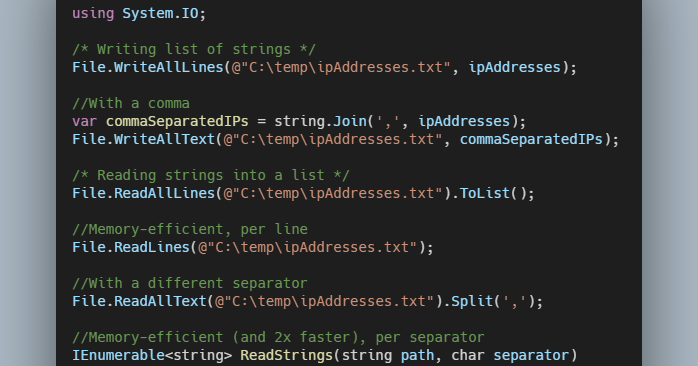 using System.IO;
/* Writing list of strings */
File.WriteAllLines(@"C:\temp\ipAddresses.txt", ipAddresses);
//With a comma
var commaSeparatedIPs = string.Join(',', ipAddresses);
File.WriteAllText(@"C:\temp\ipAddresses.txt", commaSeparatedIPs);
/* Reading strings into a list */
File.ReadAllLines(@"C:\temp\ipAddresses.txt").ToList();
//Memory-efficient, per line
File.ReadLines(@"C:\temp\ipAddresses.txt");
//With a different separator
File.ReadAllText(@"C:\temp\ipAddresses.txt").Split(',');
//Memory-efficient (and 2x faster), per separator
IEnumerable<string> ReadStrings(string path, char separator)